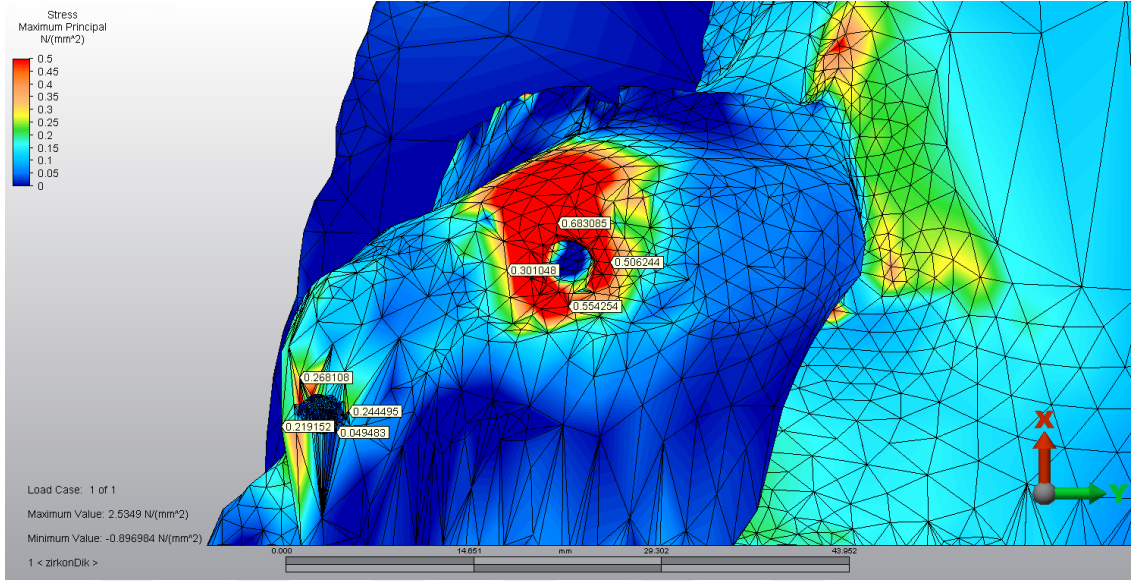 Stress
Maximum Principal
N/(mm^2)
0.5
0.45
0.4
0.35
0.3
0.25
0.2
0.15
0.1
0.05
0
0.683085
0.506244
0.301048
0.554254
0.268108
0.244495
0.219152
0.049483
X
Y
Load Case: 1 of 1
Maximum Value: 2.5349 N/(mm^2)
Minimum Value: -0.896984 N/(mm^2)
1 < zirkonDik >
0.000 14.651 mm 29.302 43.952